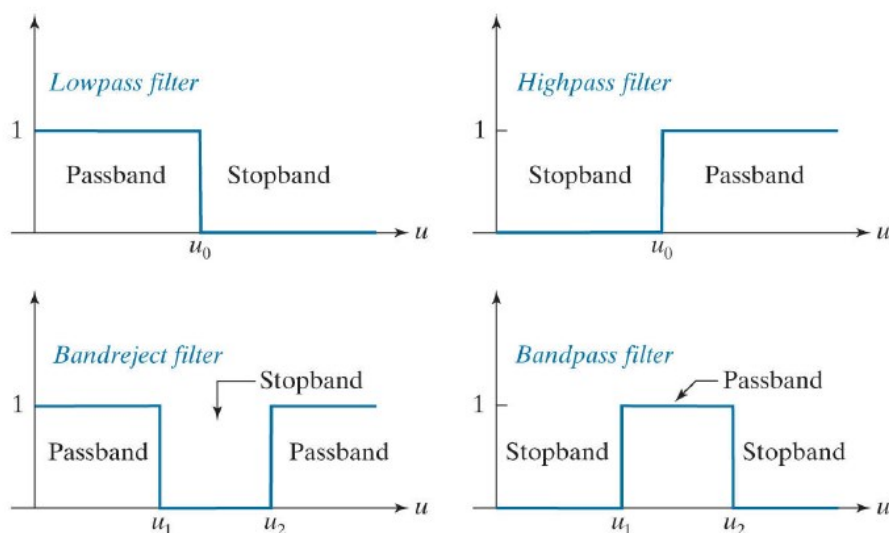 Lowpass filter
1
Passband Stopband
u
u₀
Highpass filter
1
Stopband Passband
u
u₀
Bandreject filter
Stopband
1
Passband Passband
u
u₁ u₂
Bandpass filter
Passband
1
Stopband Stopband
u
u₁ u₂